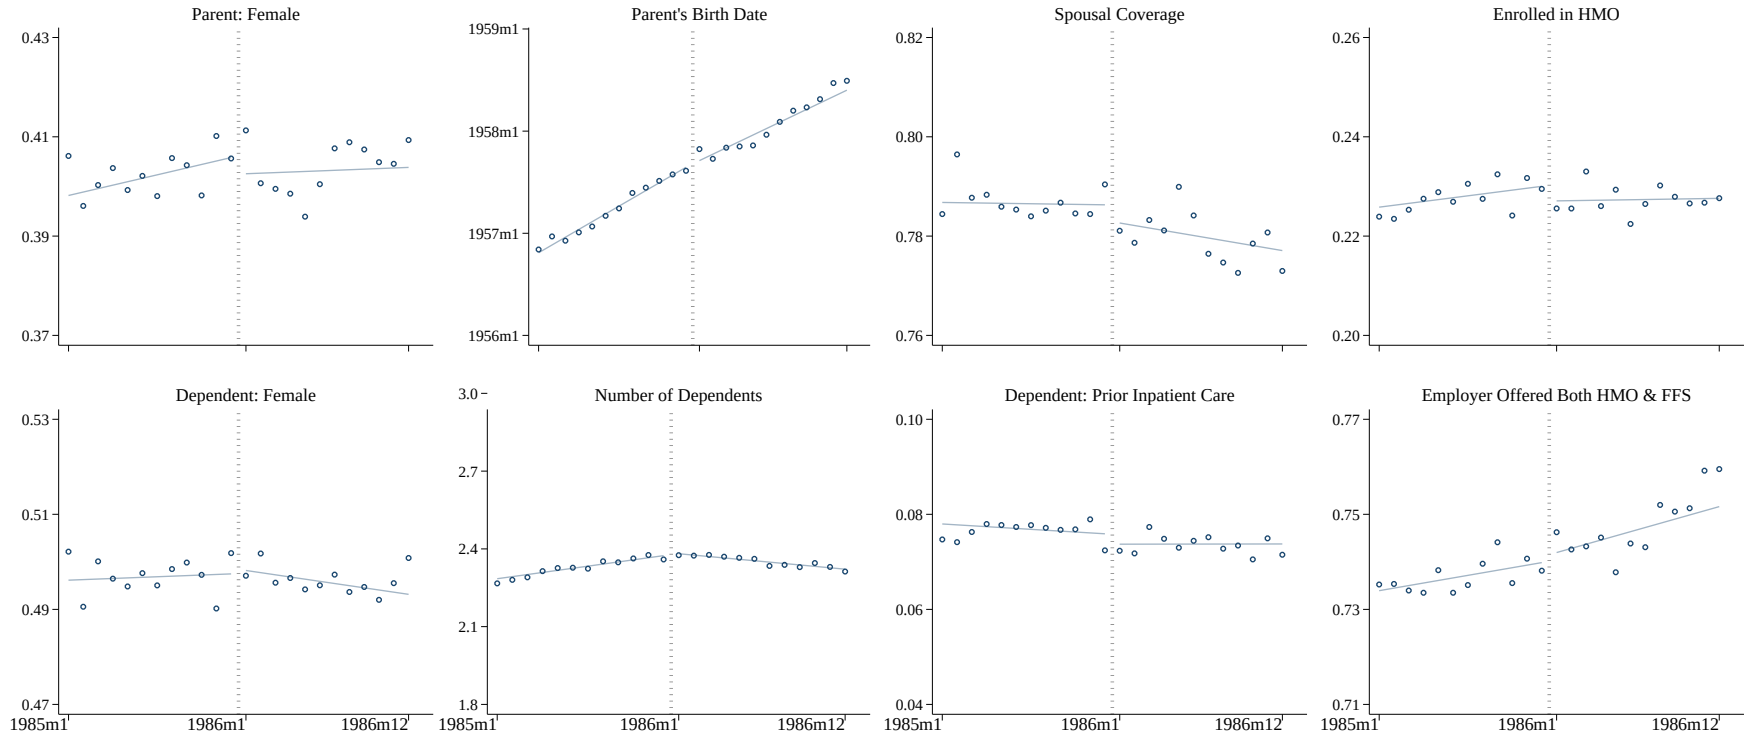 Parent: Female
0.43
0.41
0.39
0.37
Parent's Birth Date
1959m1
1958m1
1957m1
1956m1
Spousal Coverage
0.82
0.80
0.78
0.76
Enrolled in HMO
0.26
0.24
0.22
0.20
Dependent: Female
0.53
0.51
0.49
0.47
1985m1 1986m1 1986m12
Number of Dependents
3.0
2.7
2.4
2.1
1.8
1985m1 1986m1 1986m12
Dependent: Prior Inpatient Care
0.10
0.08
0.06
0.04
1985m1 1986m1 1986m12
Employer Offered Both HMO & FFS
0.77
0.75
0.73
0.71
1985m1 1986m1 1986m12